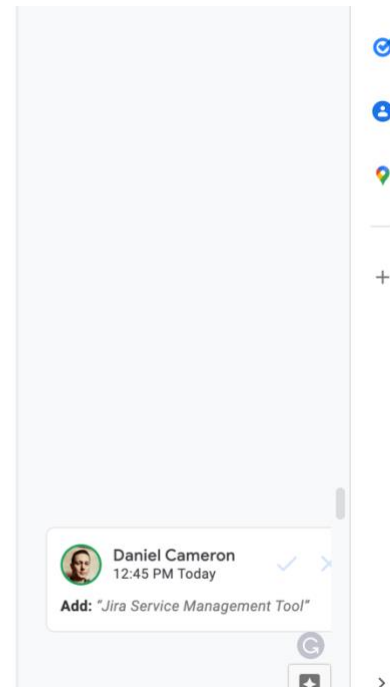 Daniel Cameron
12:45 PM Today
Add: “Jira Service Management Tool”